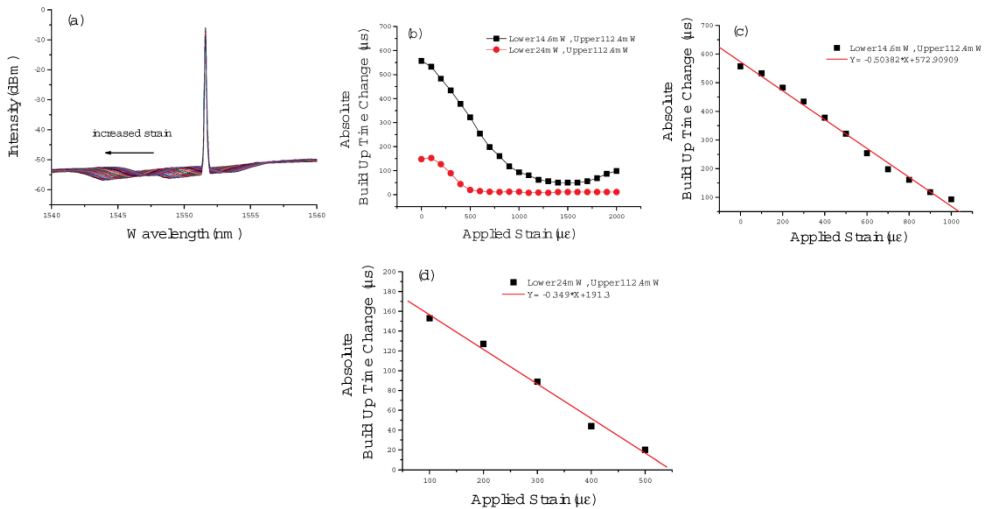 (a)
Intensity(dBm)
0
-10
-20
-30
-40
-50
-60
increased strain
1540
1545
1550
1555
1560
Wavelength(nm)
(b)
Lower14.6mW,Upper112.4mW
Lower24mW,Upper112.4mW
Absolute
Build Up Time Change (μs)
700
600
500
400
300
200
100
0
0
500
1000
1500
2000
Applied Strain(με)
(c)
Lower14.6mW,Upper112.4mW
Y= -0.50382*X+572.90909
Absolute
Build Up Time Change (μs)
700
600
500
400
300
200
100
0
200
400
600
800
1000
Applied Strain(με)
(d)
Lower24mW,Upper112.4mW
Y= -0.349*X+191.3
Absolute
Build Up Time Change (μs)
200
180
160
140
120
100
80
60
40
20
0
100
200
300
400
500
Applied Strain(με)